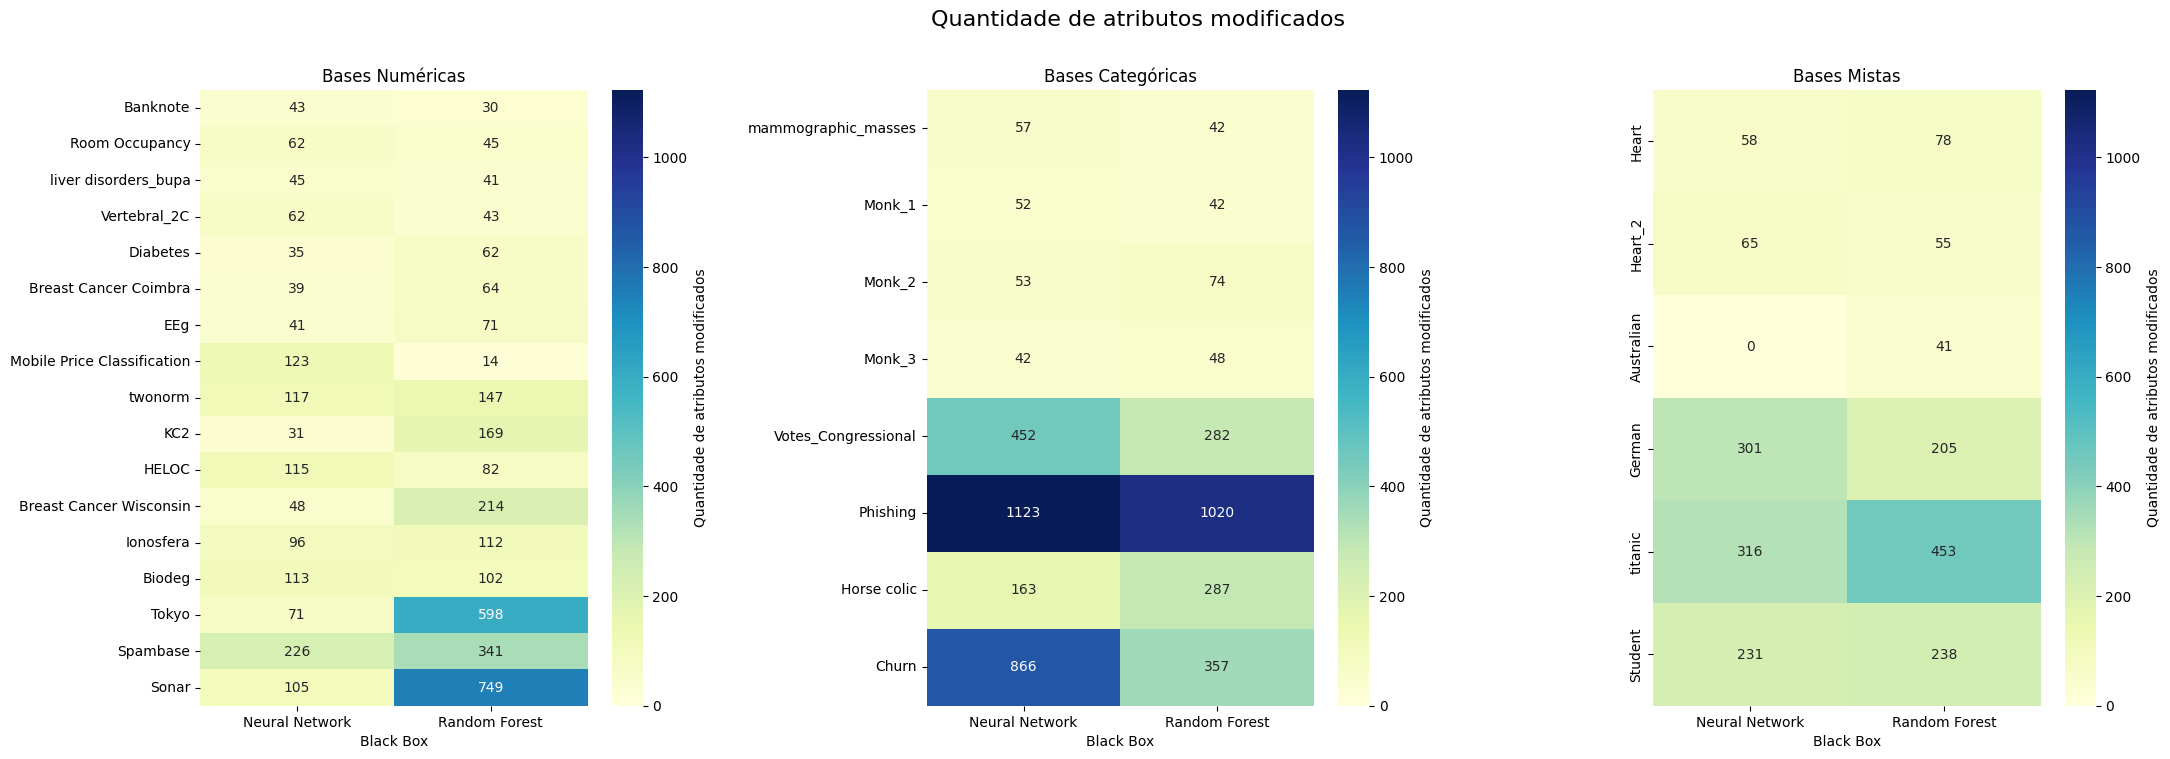 Quantidade de atributos modificados
Bases Numéricas
Banknote 43 30
Room Occupancy 62 45
liver disorders_bupa 45 41
Vertebral_2C 62 43
Diabetes 35 62
Breast Cancer Coimbra 39 64
EEg 41 71
Mobile Price Classification 123 14
twonorm 117 147
KC2 31 169
HELOC 115 82
Breast Cancer Wisconsin 48 214
Ionosfera 96 112
Biodeg 113 102
Tokyo 71 598
Spambase 226 341
Sonar 105 749
Neural Network Random Forest
Black Box
1000
800
600
400
200
0
Quantidade de atributos modificados
Bases Categóricas
mammographic_masses 57 42
Monk_1 52 42
Monk_2 53 74
Monk_3 42 48
Votes_Congressional 452 282
Phishing 1123 1020
Horse colic 163 287
Churn 866 357
Neural Network Random Forest
Black Box
1000
800
600
400
200
0
Quantidade de atributos modificados
Bases Mistas
Heart 58 78
Heart_2 65 55
Australian 0 41
German 301 205
titanic 316 453
Student 231 238
Neural Network Random Forest
Black Box
1000
800
600
400
200
0
Quantidade de atributos modificados